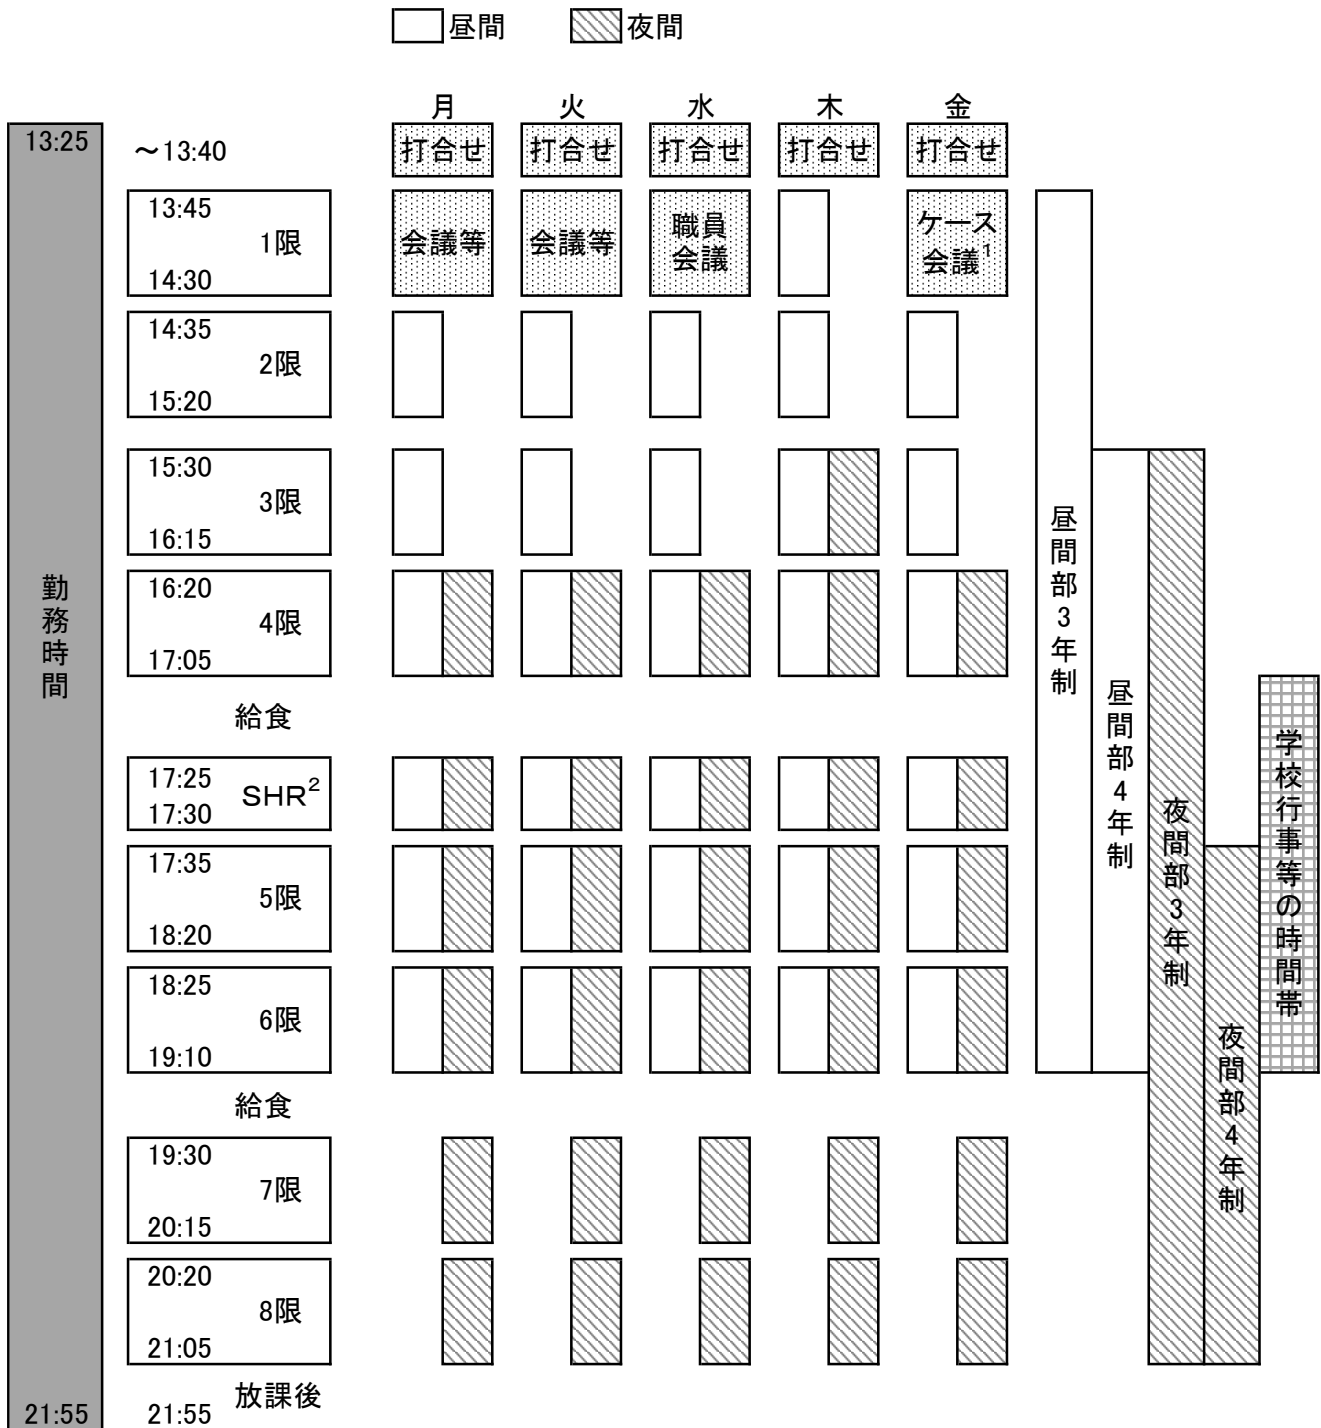 昼間 夜間
月 火 水 木 金
13:25 ～13:40 打合せ 打合せ 打合せ 打合せ 打合せ
13:45
1限
14:30
会議等 会議等 職員
会議
ケース
会議1
14:35
2限
15:20
15:30
3限
16:15
16:20
4限
17:05
給食
17:25
17:30
SHR2
17:35
5限
18:20
18:25
6限
19:10
給食
19:30
7限
20:15
20:20
8限
21:05
放課後
21:55 21:55
勤務時間
昼間部3年制
昼間部4年制
夜間部3年制
夜間部4年制
学校行事等の時間帯